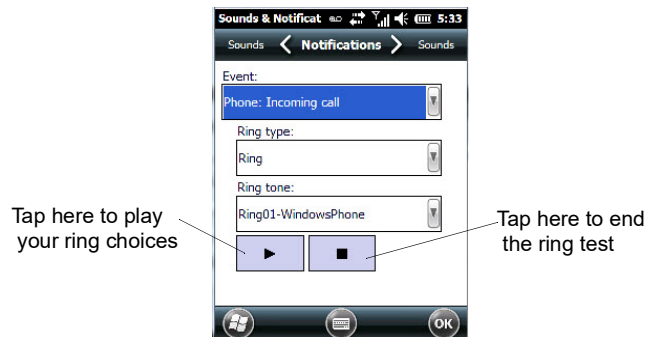 Sounds & Notificat 5:33
Sounds Notifications Sounds
Event:
Phone: Incoming call
Ring type:
Ring
Ring tone:
Ring01-WindowsPhone
Tap here to play
your ring choices
Tap here to end
the ring test
OK